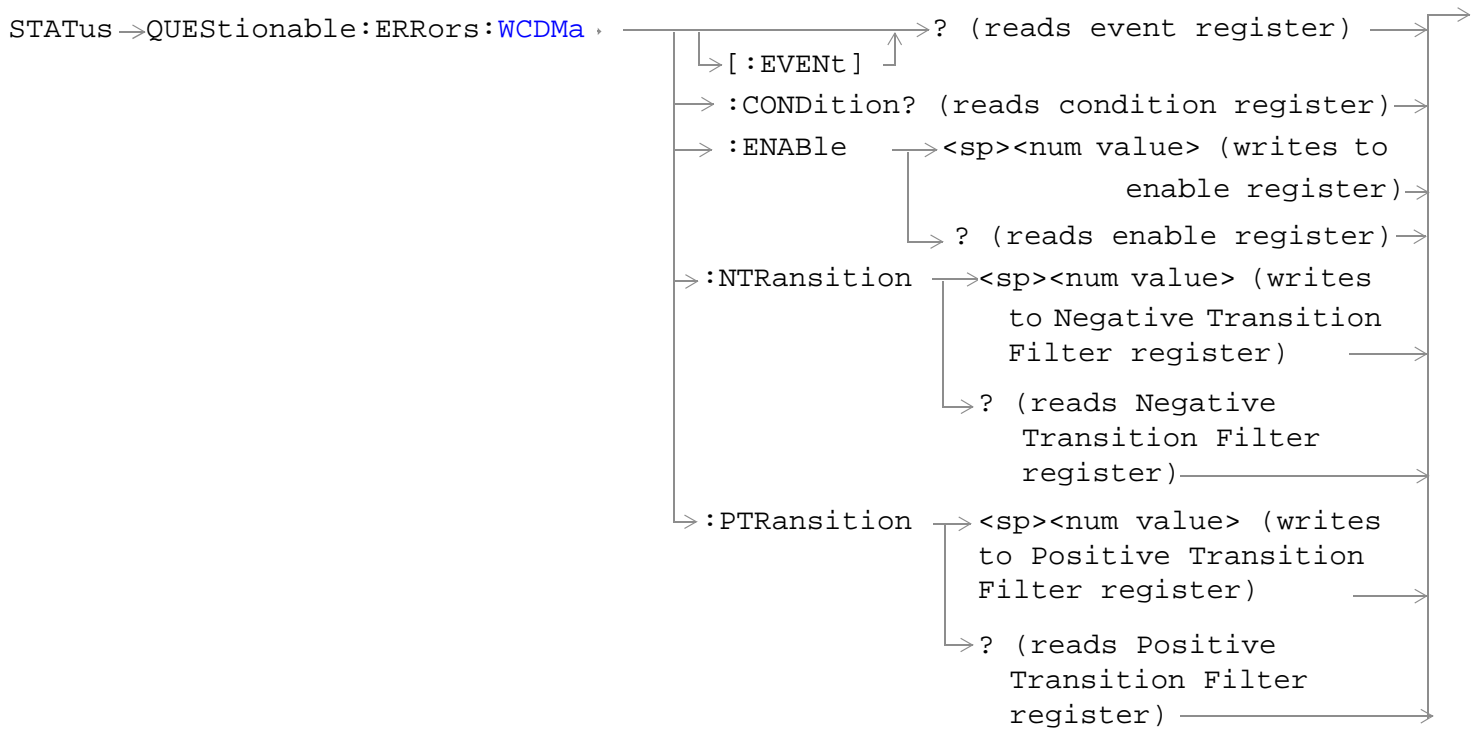 STATus QUEStionable:ERRors:WCDMa ? (reads event register)
[:EVENt]
:CONDition? (reads condition register)
:ENABle <sp><num value> (writes to
enable register)
? (reads enable register)
:NTRansition <sp><num value> (writes
to Negative Transition
Filter register)
? (reads Negative
Transition Filter
register)
:PTRansition <sp><num value> (writes
to Positive Transition
Filter register)
? (reads Positive
Transition Filter
register)